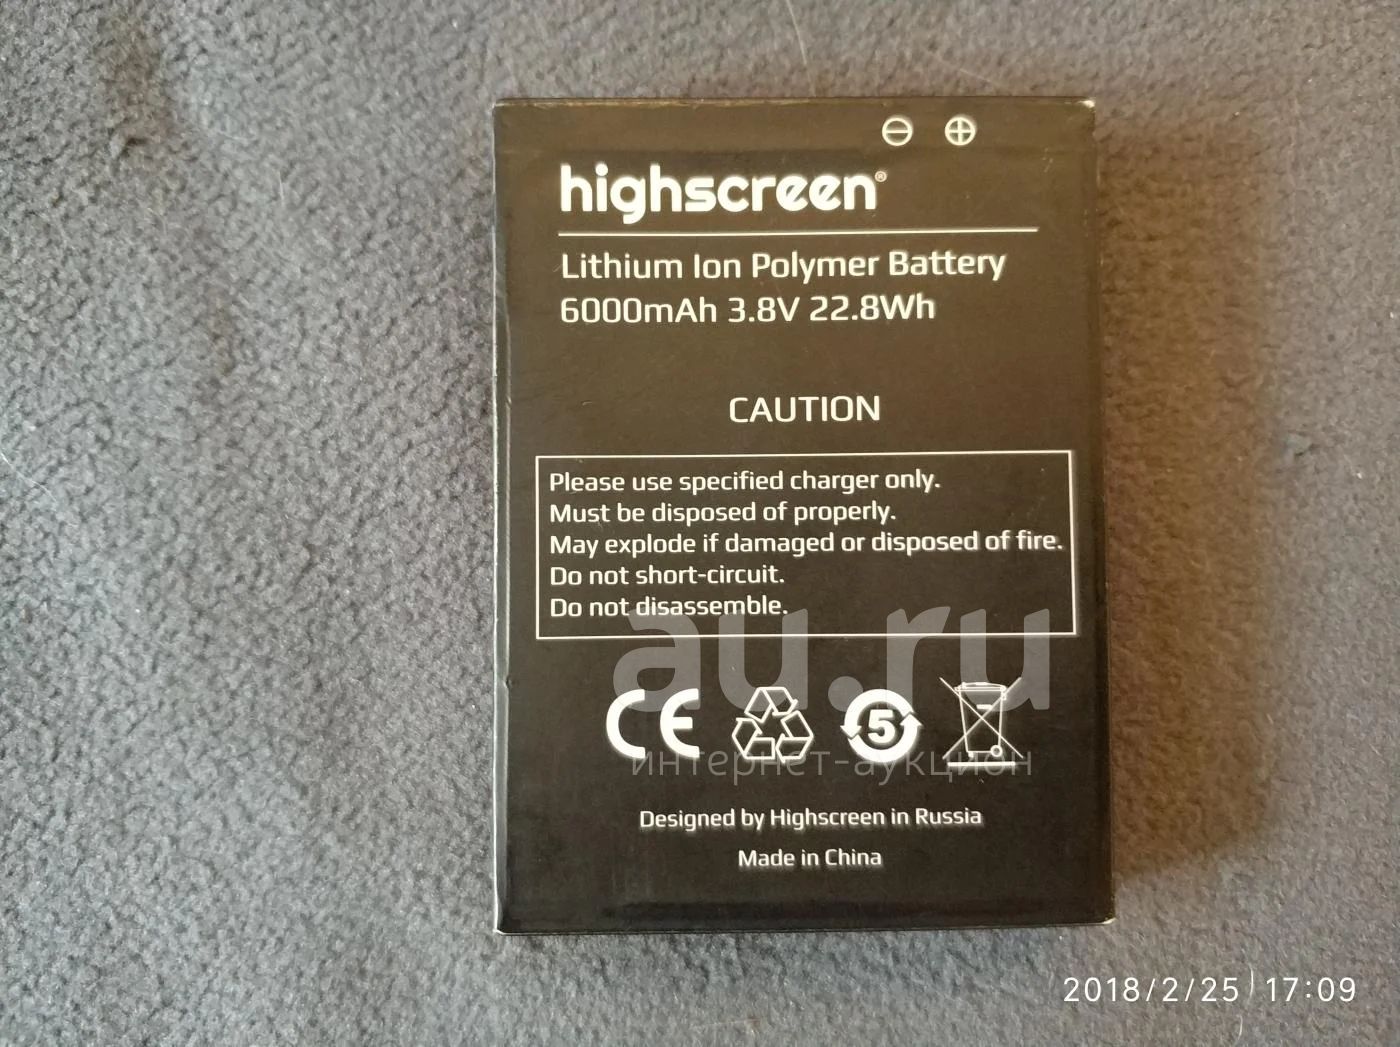 ⊖ ⊕
highscreen®
Lithium Ion Polymer Battery
6000mAh 3.8V 22.8Wh
CAUTION
Please use specified charger only.
Must be disposed of properly.
May explode if damaged or disposed of fire.
Do not short-circuit.
Do not disassemble.
au.ru
CE 5
интернет-аукцион
Designed by Highscreen in Russia
Made in China
2018/2/25 17:09